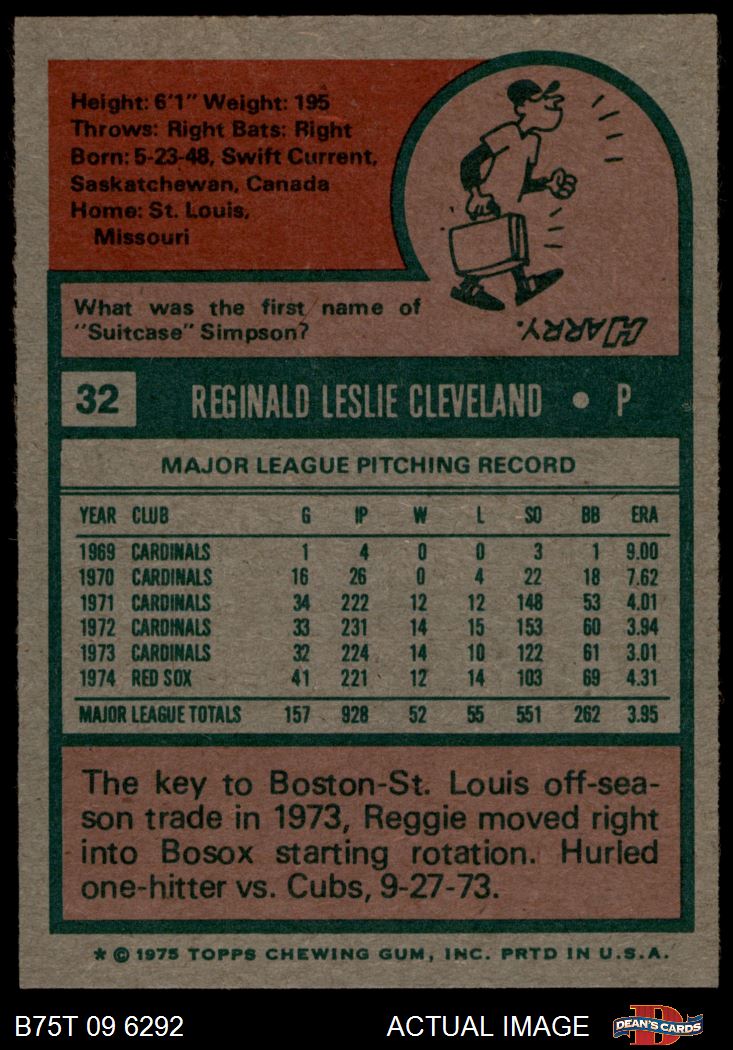 Height: 6'1" Weight: 195
Throws: Right Bats: Right
Born: 5-23-48, Swift Current,
Saskatchewan, Canada
Home: St. Louis,
Missouri
What was the first name of
"Suitcase" Simpson?
HARRY.
32 REGINALD LESLIE CLEVELAND • P
MAJOR LEAGUE PITCHING RECORD
YEAR CLUB G IP W L SO BB ERA
1969 CARDINALS 1 4 0 0 3 1 9.00
1970 CARDINALS 16 26 0 4 22 18 7.62
1971 CARDINALS 34 222 12 12 148 53 4.01
1972 CARDINALS 33 231 14 15 153 60 3.94
1973 CARDINALS 32 224 14 10 122 61 3.01
1974 RED SOX 41 221 12 14 103 69 4.31
MAJOR LEAGUE TOTALS 157 928 52 55 551 262 3.95
The key to Boston-St. Louis off-sea-
son trade in 1973, Reggie moved right
into Bosox starting rotation. Hurled
one-hitter vs. Cubs, 9-27-73.
* © 1975 TOPPS CHEWING GUM, INC. PRTD IN U.S.A.
B75T 09 6292 ACTUAL IMAGE DEAN'S CARDS